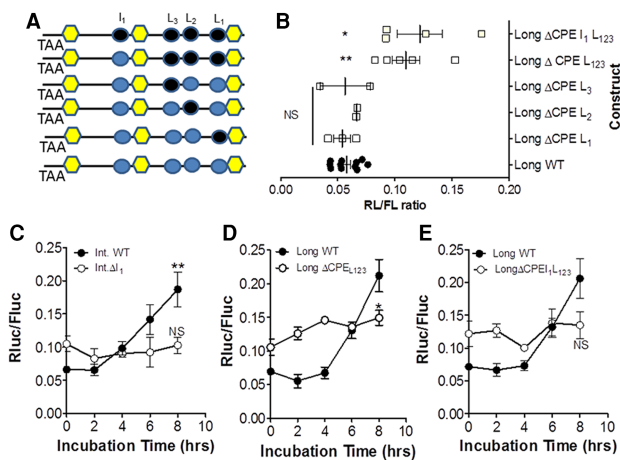 A
I1 L3 L2 L1
TAA
TAA
TAA
TAA
TAA
TAA
B
*
**
NS
Long ΔCPE I1 L123
Long Δ CPE L123
Long ΔCPE L3
Long ΔCPE L2
Long ΔCPE L1
Long WT
Construct
0.00 0.05 0.10 0.15 0.20
RL/FL ratio
C
Int. WT
Int.ΔI1
**
NS
0.25
0.20
0.15
0.10
0.05
0.00
Rluc/Fluc
0 2 4 6 8 10
Incubation Time (hrs)
D
Long WT
Long ΔCPEL123
*
0.25
0.20
0.15
0.10
0.05
0.00
Rluc/Fluc
0 2 4 6 8 10
Incubation Time (hrs)
E
Long WT
LongΔCPEI1L123
NS
0.25
0.20
0.15
0.10
0.05
0.00
Rluc/Fluc
0 2 4 6 8 10
Incubation Time (hrs)